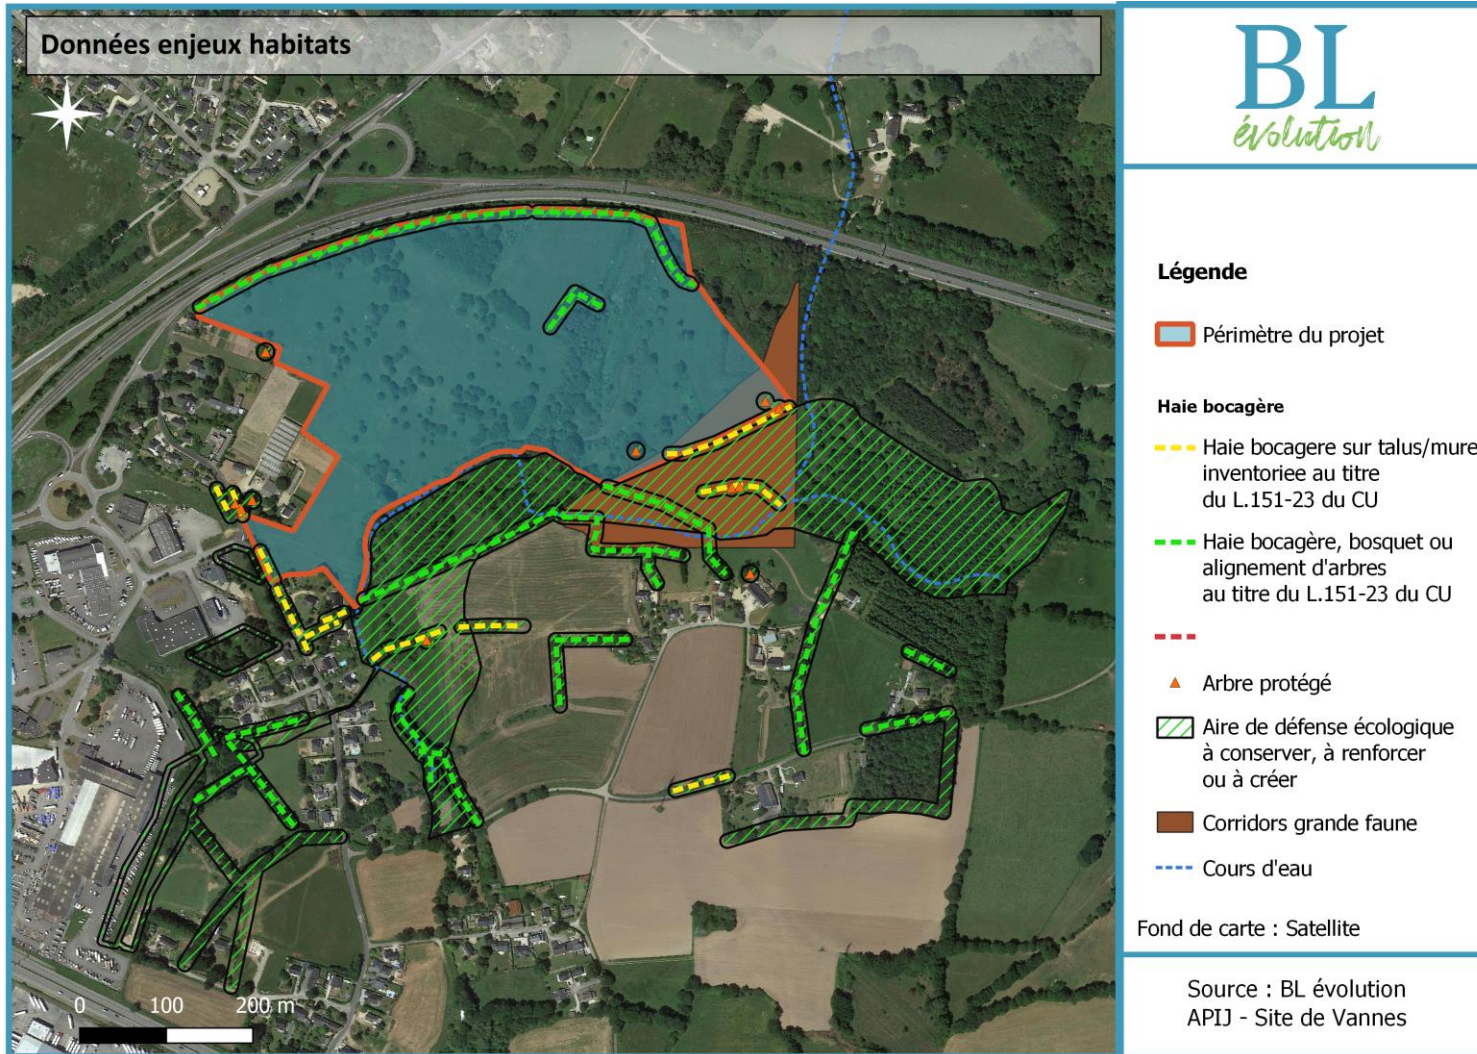 Données enjeux habitats
BL
évolution
Légende
Périmètre du projet
Haie bocagère
Haie bocagere sur talus/mure
inventoriee au titre
du L.151-23 du CU
Haie bocagère, bosquet ou
alignement d'arbres
au titre du L.151-23 du CU
Arbre protégé
Aire de défense écologique
à conserver, à renforcer
ou à créer
Corridors grande faune
Cours d'eau
Fond de carte : Satellite
0 100 200 m
Source : BL évolution
APIJ - Site de Vannes